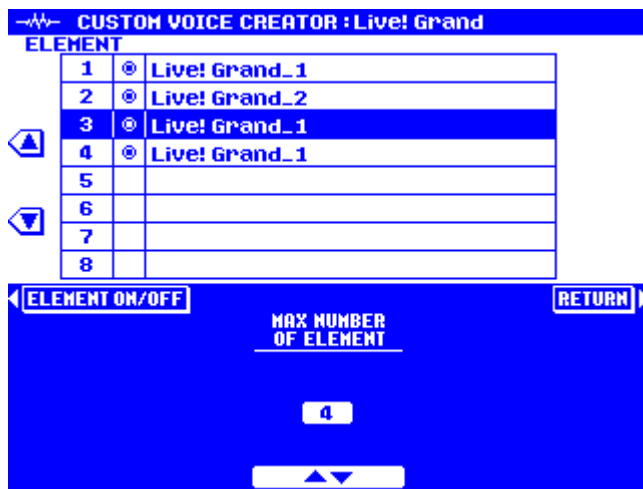 CUSTOM VOICE CREATOR : Live! Grand
ELEMENT
1 Live! Grand_1
2 Live! Grand_2
3 Live! Grand_1
4 Live! Grand_1
5
6
7
8
ELEMENT ON/OFF RETURN
MAX NUMBER
OF ELEMENT
4